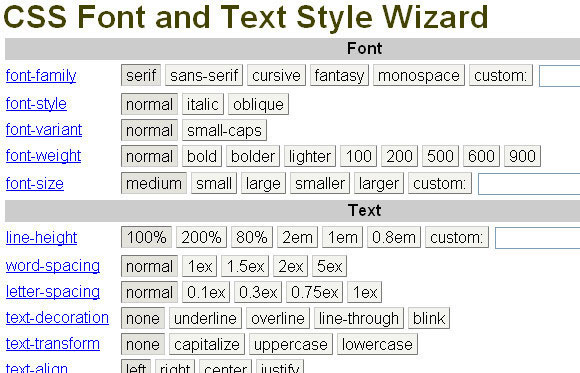 CSS Font and Text Style Wizard
Font
font-family serif sans-serif cursive fantasy monospace custom:
font-style normal italic oblique
font-variant normal small-caps
font-weight normal bold bolder lighter 100 200 500 600 900
font-size medium small large smaller larger custom:
Text
line-height 100% 200% 80% 2em 1em 0.8em custom:
word-spacing normal 1ex 1.5ex 2ex 5ex
letter-spacing normal 0.1ex 0.3ex 0.75ex 1ex
text-decoration none underline overline line-through blink
text-transform none capitalize uppercase lowercase
text-align left right center justify